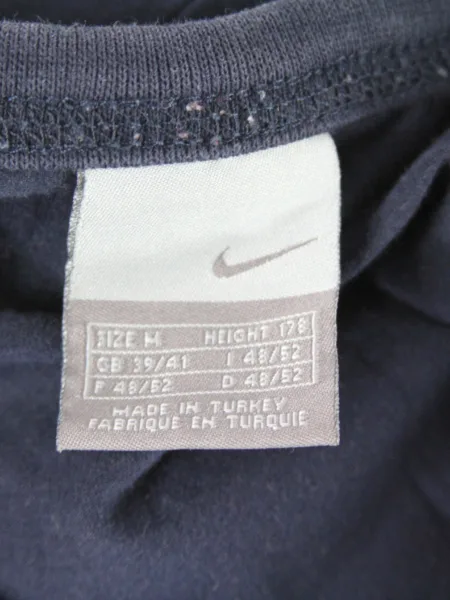 SIZE M HEIGHT 178
GB 39/41 I 48/52
F 48/52 D 48/52
MADE IN TURKEY
FABRIQUE EN TURQUIE